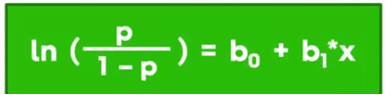 ln ( p / 1 - p ) = b₀ + b₁*x